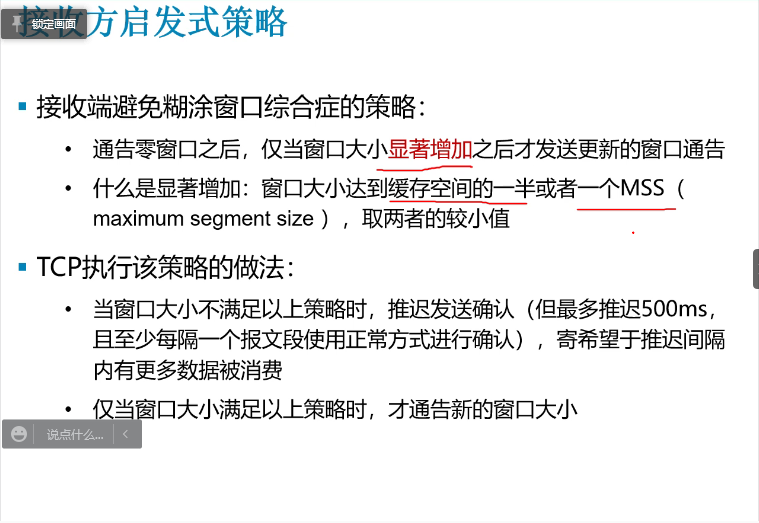 接收方启发式策略
锁定画面
接收端避免糊涂窗口综合症的策略：
• 通告零窗口之后，仅当窗口大小显著增加之后才发送更新的窗口通告
• 什么是显著增加：窗口大小达到缓存空间的一半或者一个MSS（
maximum segment size ），取两者的较小值
TCP执行该策略的做法：
• 当窗口大小不满足以上策略时，推迟发送确认（但最多推迟500ms，
且至少每隔一个报文段使用正常方式进行确认），寄希望于推迟间隔
内有更多数据被消费
• 仅当窗口大小满足以上策略时，才通告新的窗口大小
说点什么...